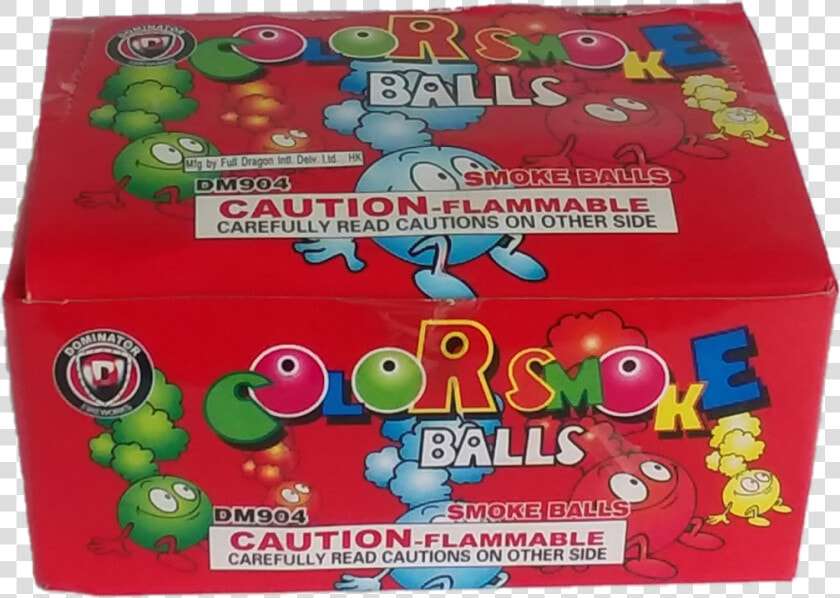 DOMINATOR
D
FIREWORKS
COLOR SMOKE
BALLS
Mfg by Full Dragon Intl. Delv. Ltd., HK
DM904
SMOKE BALLS
CAUTION-FLAMMABLE
CAREFULLY READ CAUTIONS ON OTHER SIDE
DOMINATOR
D
FIREWORKS
COLOR SMOKE
BALLS
DM904
SMOKE BALLS
CAUTION-FLAMMABLE
CAREFULLY READ CAUTIONS ON OTHER SIDE